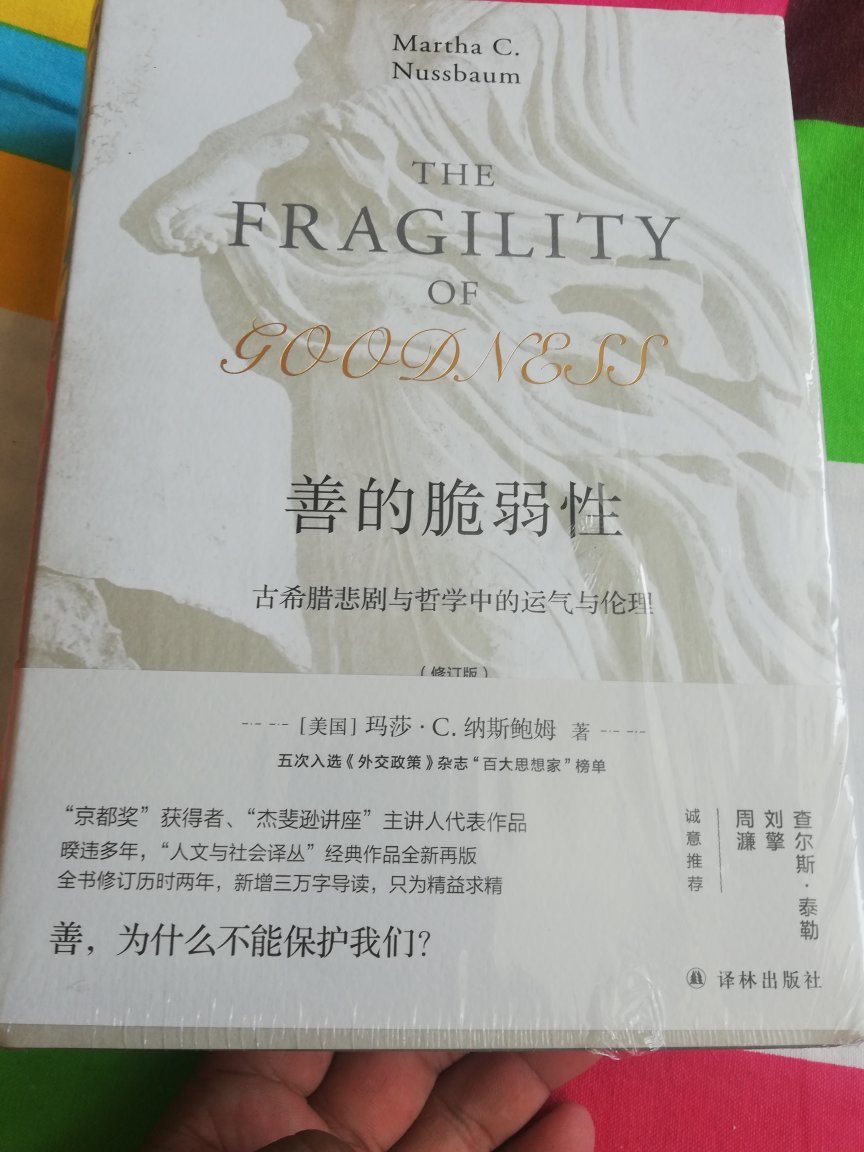 Martha C.
Nussbaum
THE
FRAGILITY
OF
GOODNESS
善的脆弱性
古希腊悲剧与哲学中的运气与伦理
(修订版)
[美国] 玛莎·C. 纳斯鲍姆 著
五次入选《外交政策》杂志“百大思想家”榜单
“京都奖”获得者、“杰斐逊讲座”主讲人代表作品
暌违多年，“人文与社会译丛”经典作品全新再版
全书修订历时两年，新增三万字导读，只为精益求精
善，为什么不能保护我们？
查尔斯·泰勒
刘擎
周濂
诚意推荐
译林出版社